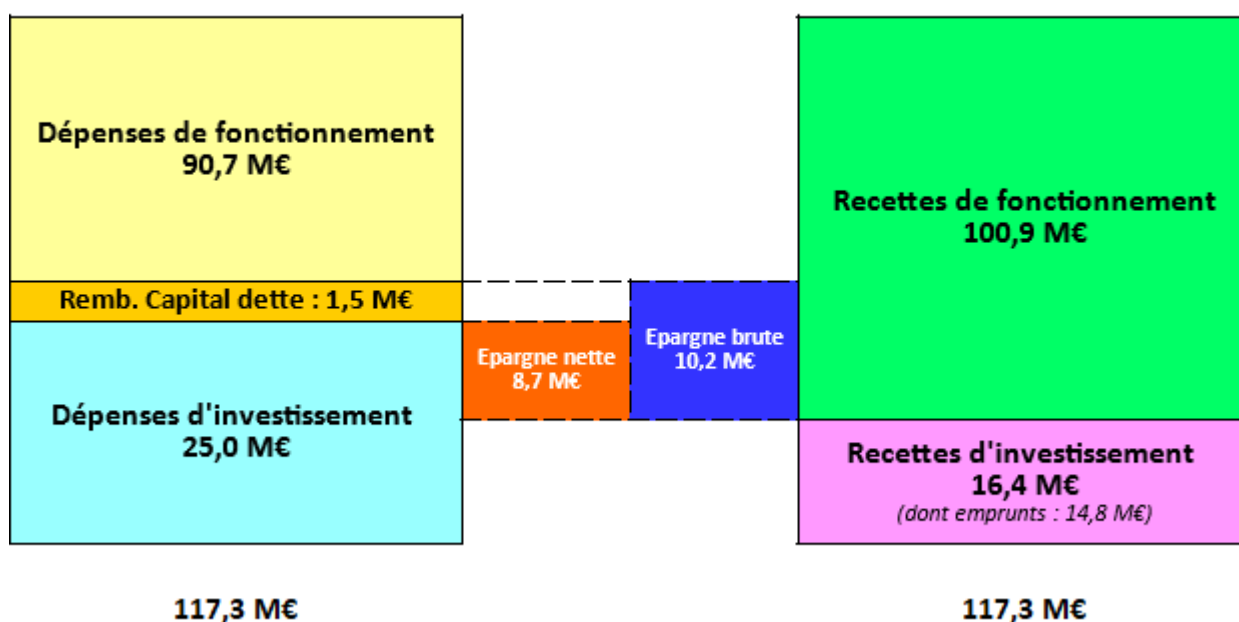 Dépenses de fonctionnement
90,7 M€
Remb. Capital dette : 1,5 M€
Dépenses d'investissement
25,0 M€
117,3 M€
Epargne nette
8,7 M€
Epargne brute
10,2 M€
Recettes de fonctionnement
100,9 M€
Recettes d'investissement
16,4 M€
(dont emprunts : 14,8 M€)
117,3 M€